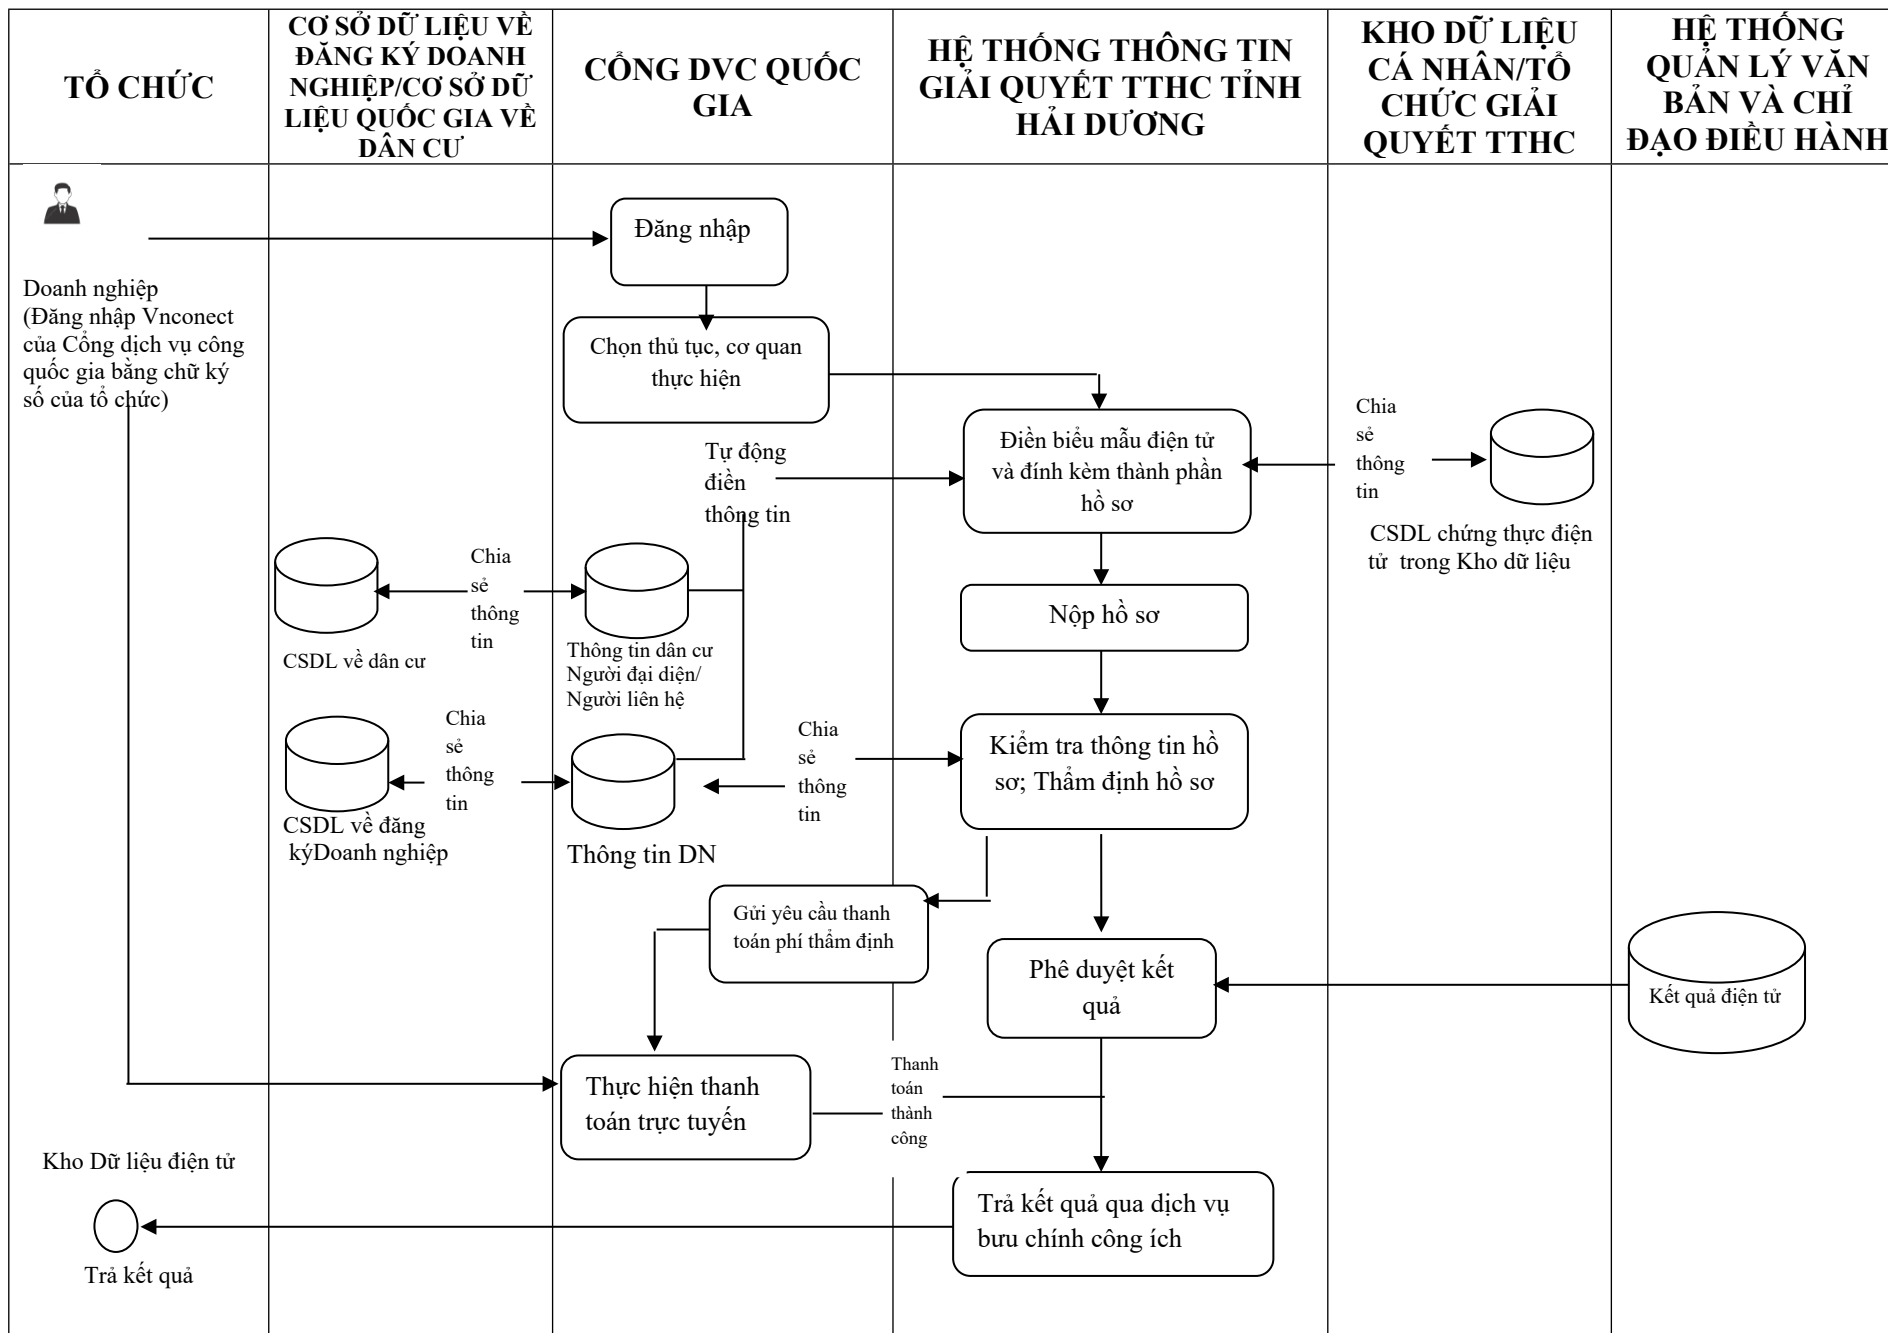 TỔ CHỨC
CƠ SỞ DỮ LIỆU VỀ
ĐĂNG KÝ DOANH
NGHIỆP/CƠ SỞ DỮ
LIỆU QUỐC GIA VỀ
DÂN CƯ
CỔNG DVC QUỐC
GIA
HỆ THỐNG THÔNG TIN
GIẢI QUYẾT TTHC TỈNH
HẢI DƯƠNG
KHO DỮ LIỆU
CÁ NHÂN/TỔ
CHỨC GIẢI
QUYẾT TTHC
HỆ THỐNG
QUẢN LÝ VĂN
BẢN VÀ CHỈ
ĐẠO ĐIỀU HÀNH
Đăng nhập
Doanh nghiệp
(Đăng nhập Vnconect
của Cổng dịch vụ công
quốc gia bằng chữ ký
số của tổ chức)
Chọn thủ tục, cơ quan
thực hiện
Tự động
điền
thông tin
Điền biểu mẫu điện tử
và đính kèm thành phần
hồ sơ
Chia
sẻ
thông
tin
CSDL chứng thực điện
tử trong Kho dữ liệu
Chia
sẻ
thông
tin
CSDL về dân cư
Thông tin dân cư
Người đại diện/
Người liên hệ
Nộp hồ sơ
Chia
sẻ
thông
tin
CSDL về đăng
kýDoanh nghiệp
Thông tin DN
Chia
sẻ
thông
tin
Kiểm tra thông tin hồ
sơ; Thẩm định hồ sơ
Gửi yêu cầu thanh
toán phí thẩm định
Phê duyệt kết
quả
Kết quả điện tử
Thực hiện thanh
toán trực tuyến
Thanh
toán
thành
công
Kho Dữ liệu điện tử
Trả kết quả
Trả kết quả qua dịch vụ
bưu chính công ích